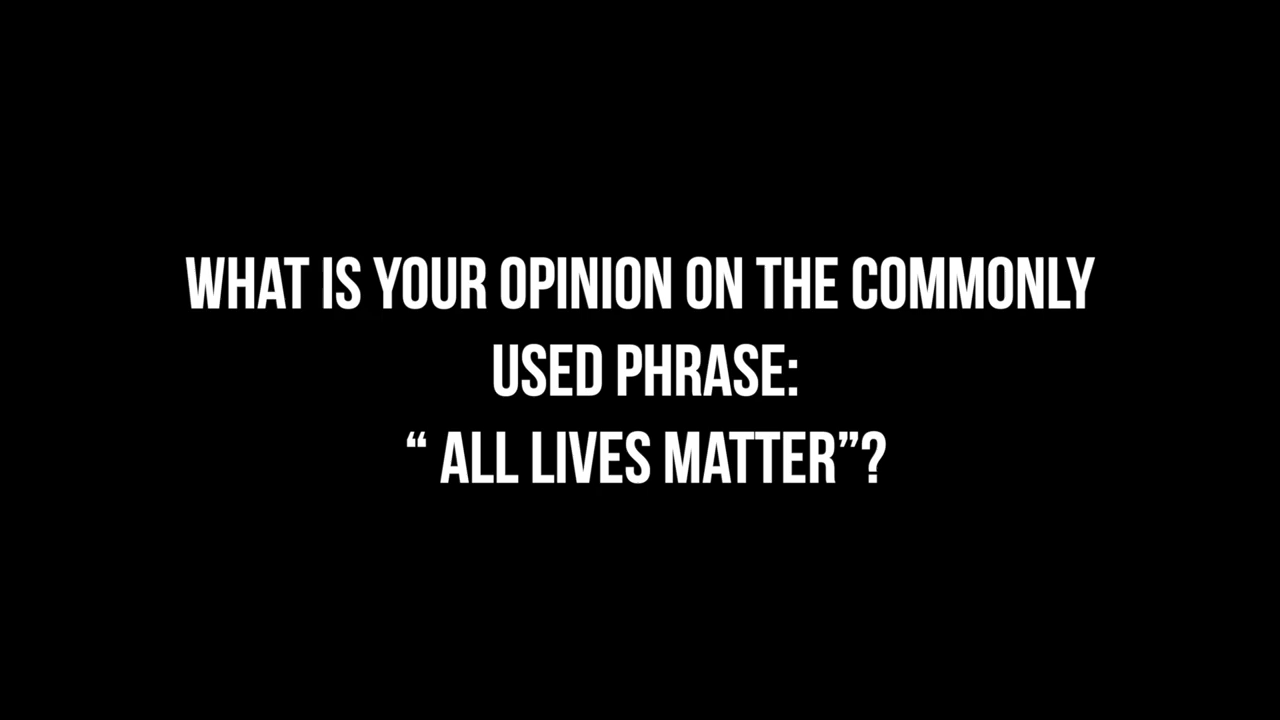 WHAT IS YOUR OPINION ON THE COMMONLY
USED PHRASE:
“ ALL LIVES MATTER”?